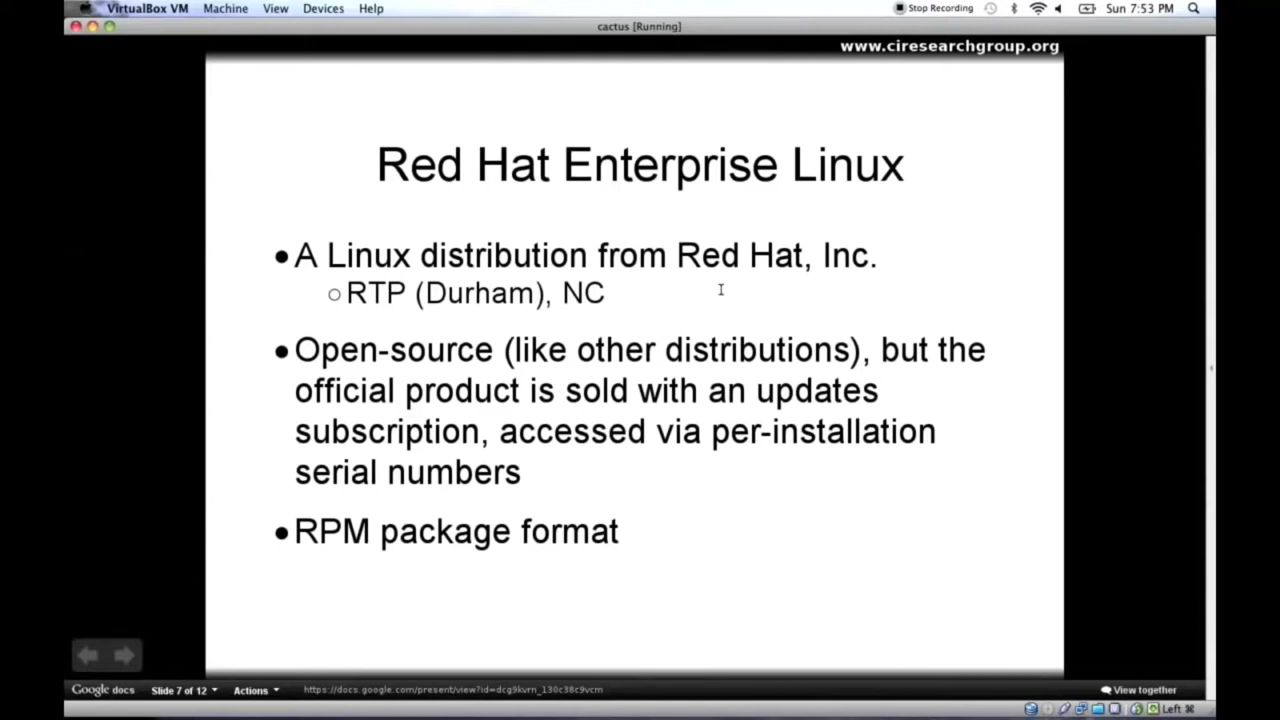 VirtualBox VM Machine View Devices Help Stop Recording Sun 7:53 PM
cactus [Running]
www.ciresearchgroup.org
Red Hat Enterprise Linux
● A Linux distribution from Red Hat, Inc.
○ RTP (Durham), NC
● Open-source (like other distributions), but the
official product is sold with an updates
subscription, accessed via per-installation
serial numbers
● RPM package format
Google docs Slide 7 of 12 Actions https://docs.google.com/present/view?id=dcg9kvrn_130c38c9vcm View together
Left ⌘